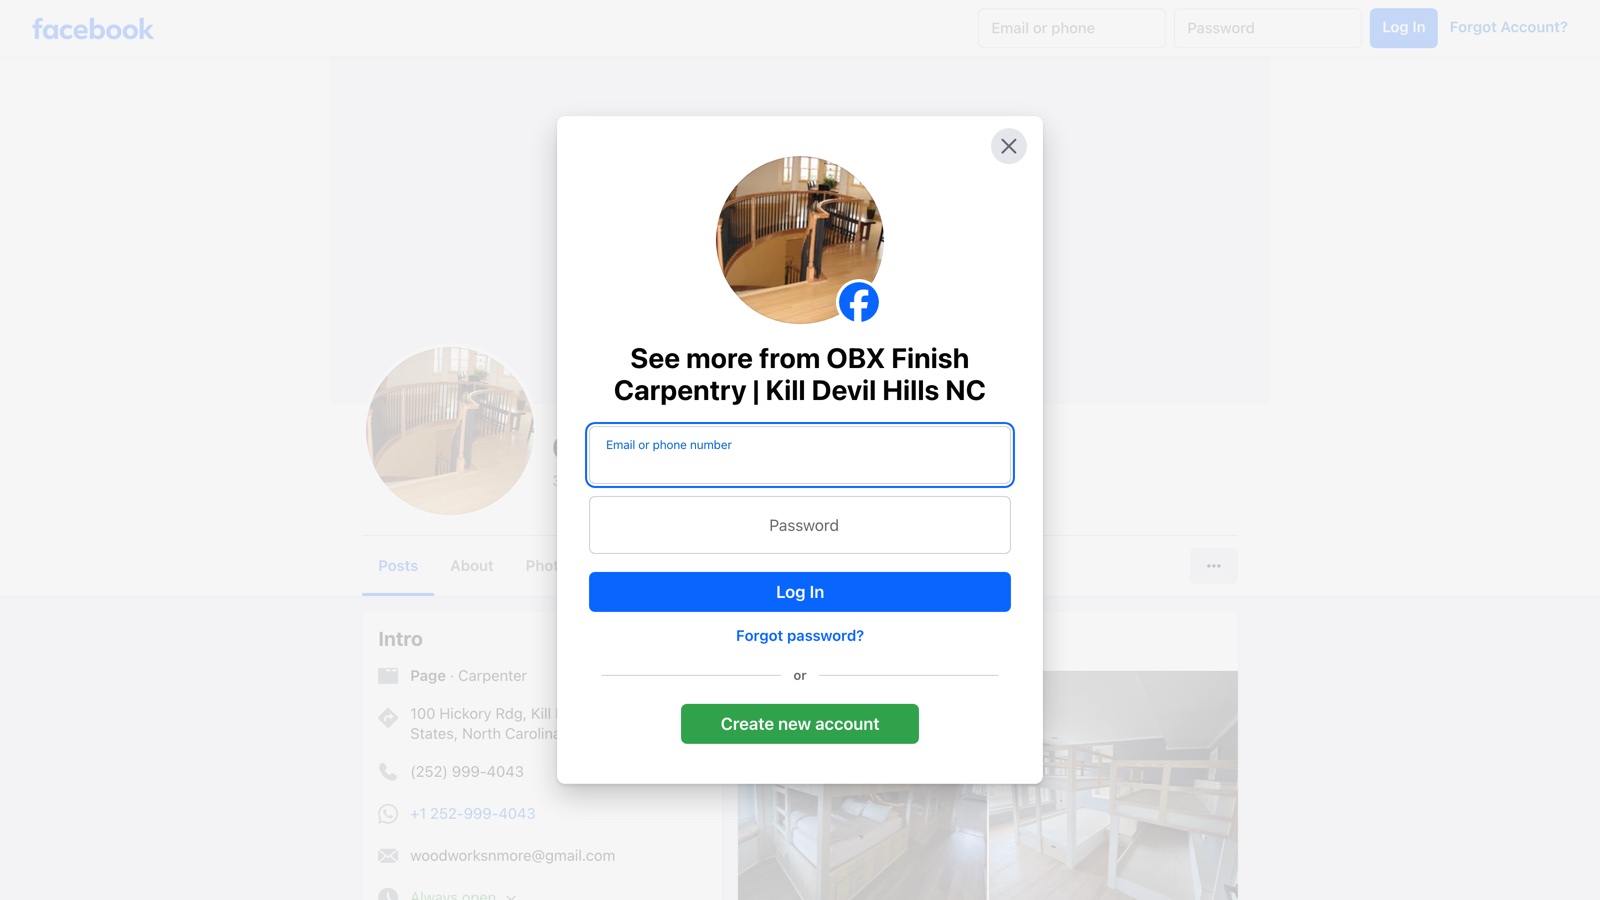 facebook
Email or phone
Password
Log In
Forgot Account?
See more from OBX Finish
Carpentry | Kill Devil Hills NC
Email or phone number
Password
Log In
Forgot password?
or
Create new account
Posts
About
Intro
Page · Carpenter
100 Hickory Rdg, Kill
States, North Carolina
(252) 999-4043
+1 252-999-4043
woodworksnmore@gmail.com
Always open